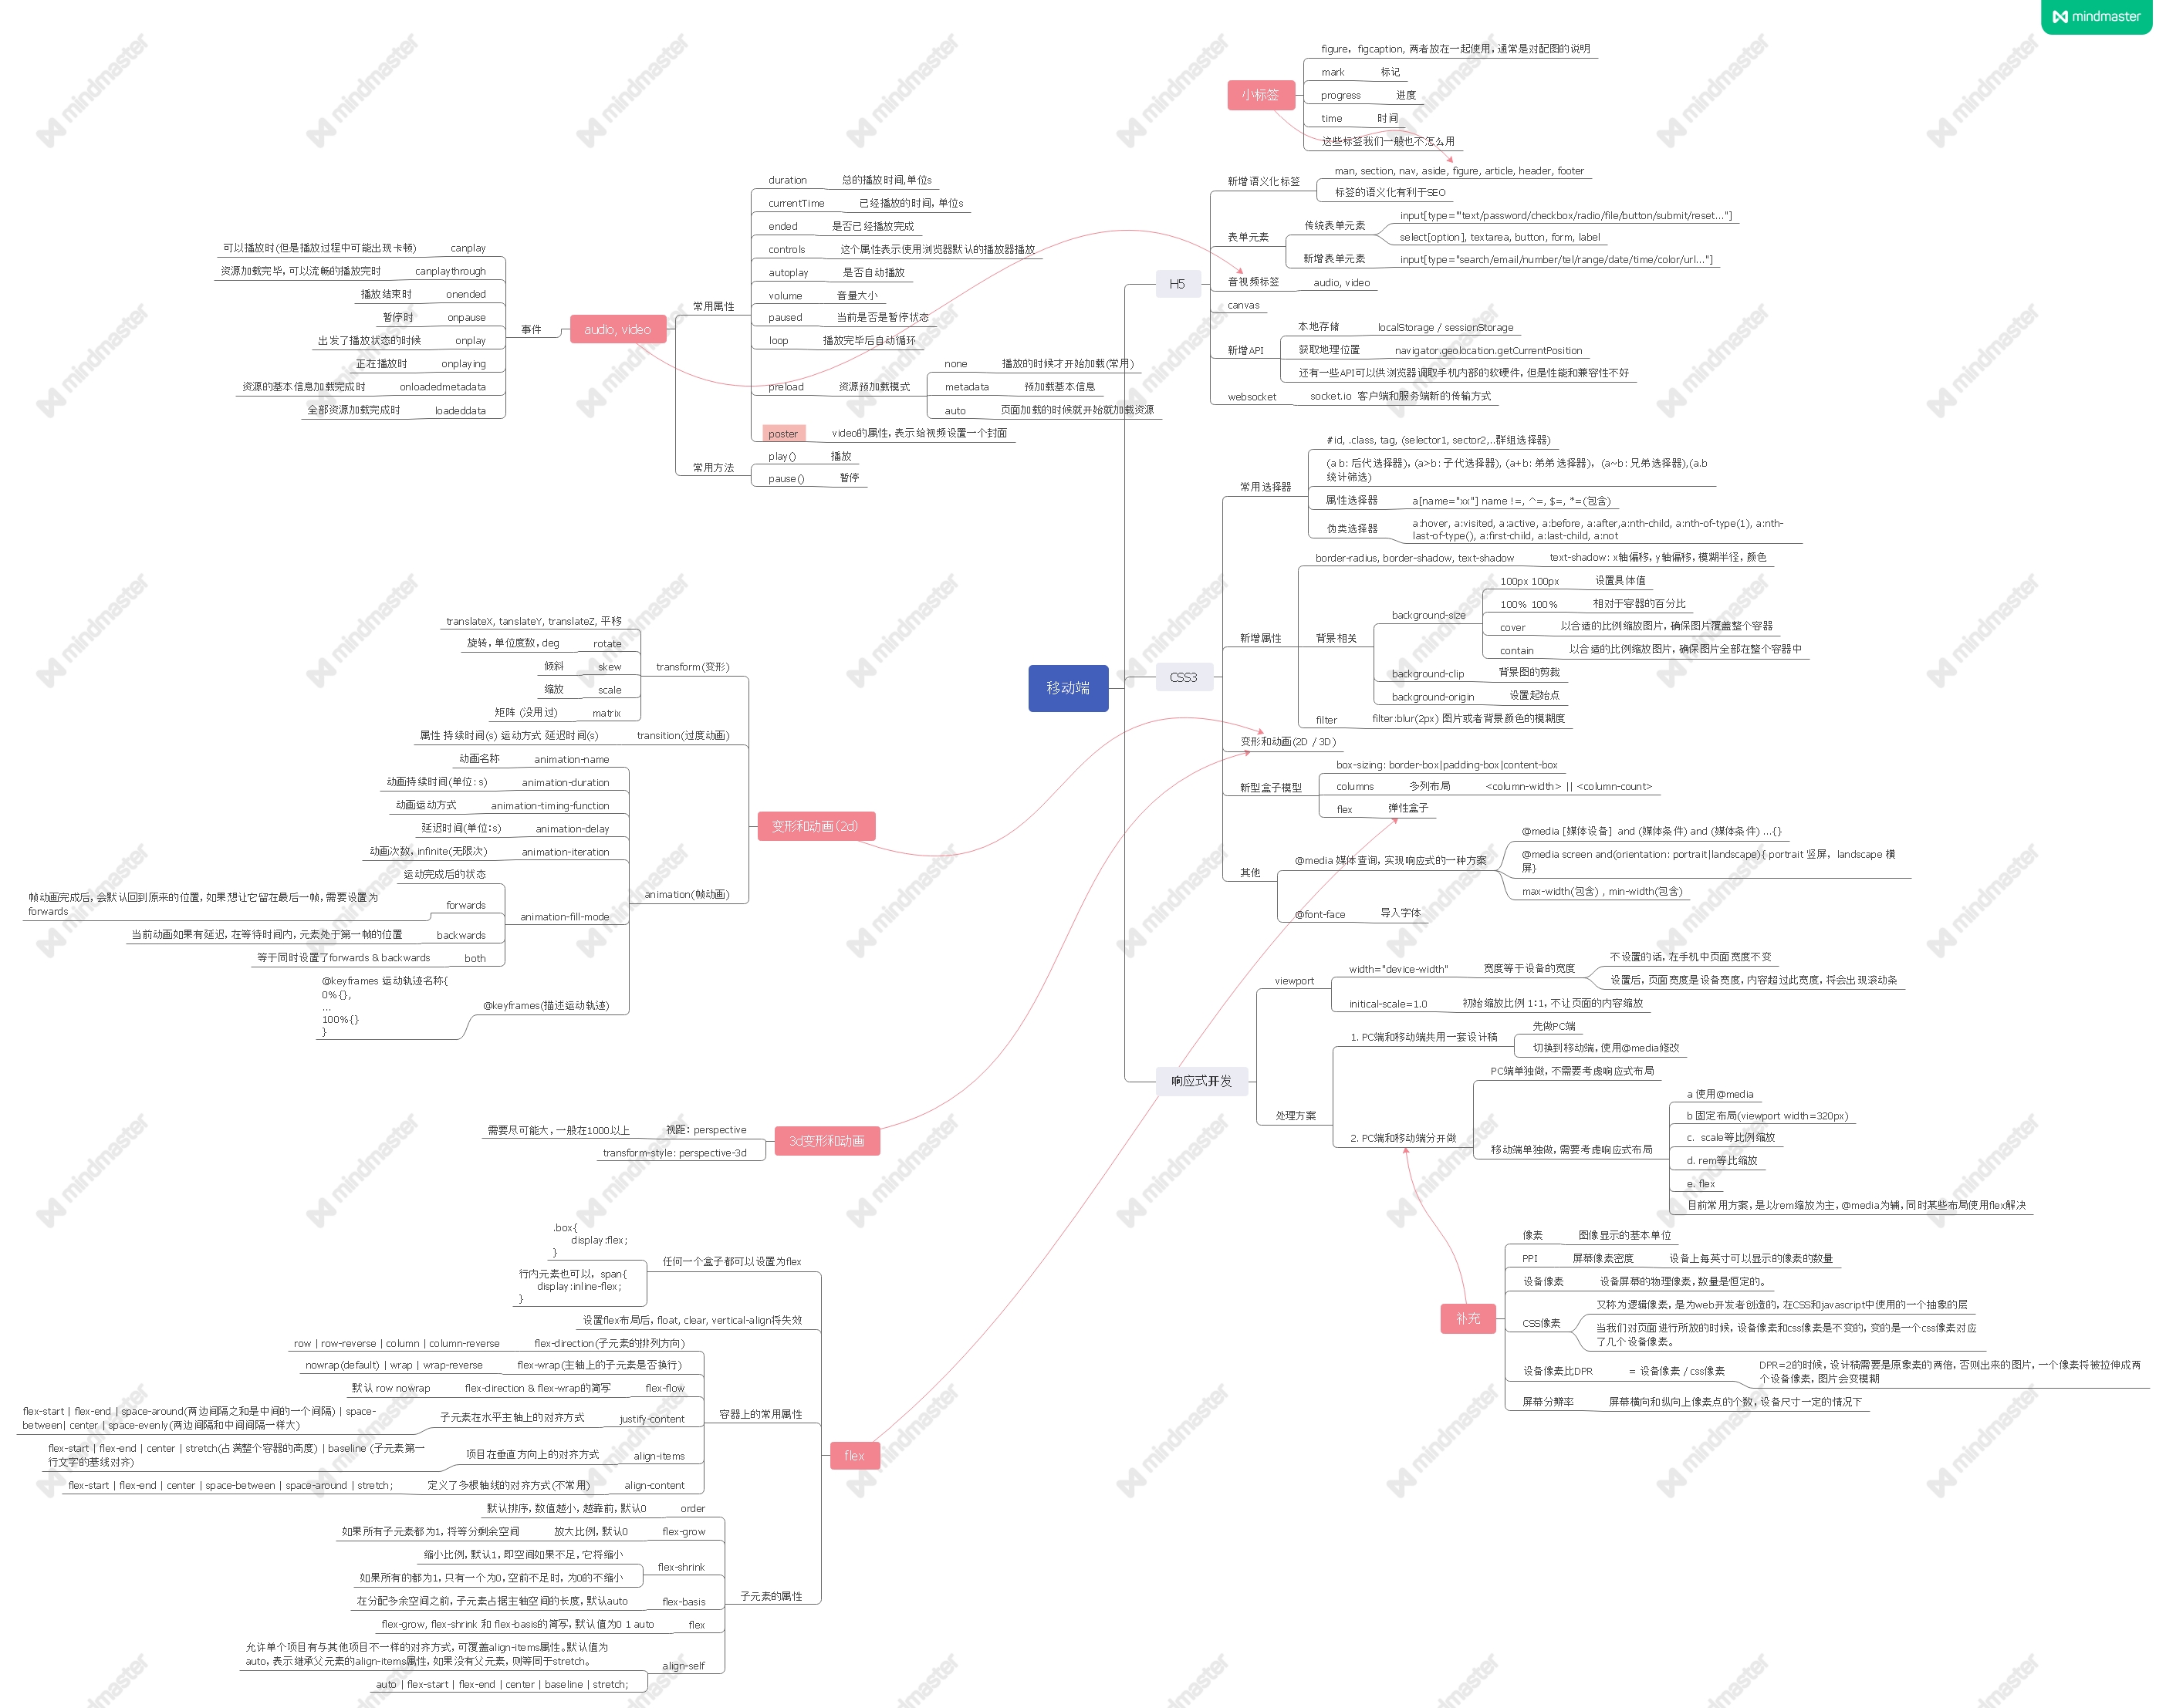 mindmaster
移动端
H5
小标签
figure，figcaption, 两者放在一起使用，通常是对配图的说明
mark 标记
progress 进度
time 时间
这些标签我们一般也不怎么用
新增语义化标签
man, section, nav, aside, figure, article, header, footer
标签的语义化有利于SEO
表单元素
传统表单元素
input[type="'text/password/checkbox/radio/file/button/submit/reset..."]
select[option], textarea, button, form, label
新增表单元素
input[type="search/email/number/tel/range/date/time/color/url..."]
音视频标签
audio, video
canvas
新增API
本地存储 localStorage / sessionStorage
获取地理位置 navigator.geolocation.getCurrentPosition
还有一些API可以供浏览器调取手机内部的软硬件，但是性能和兼容性不好
websocket
socket.io 客户端和服务端新的传输方式
CSS3
常用选择器
#id, .class, tag, (selector1, sector2,..群组选择器)
(a b: 后代选择器)，(a>b: 子代选择器), (a+b: 弟弟选择器)， (a~b: 兄弟选择器),(a.b
统计筛选)
属性选择器
a[name="xx"] name !=, ^=, $=, *=(包含)
伪类选择器
a:hover, a:visited, a:active, a:before, a:after,a:nth-child, a:nth-of-type(1), a:nth-
last-of-type(), a:first-child, a:last-child, a:not
新增属性
border-radius, border-shadow, text-shadow
text-shadow: x轴偏移，y轴偏移，模糊半径，颜色
背景相关
background-size
100px 100px 设置具体值
100% 100% 相对于容器的百分比
cover 以合适的比例缩放图片，确保图片覆盖整个容器
contain 以合适的比例缩放图片，确保图片全部在整个容器中
background-clip 背景图的剪裁
background-origin 设置起始点
filter
filter:blur(2px) 图片或者背景颜色的模糊度
变形和动画(2D / 3D)
新型盒子模型
box-sizing: border-box|padding-box|content-box
columns 多列布局 <column-width> || <column-count>
flex 弹性盒子
其他
@media 媒体查询，实现响应式的一种方案
@media [媒体设备] and (媒体条件) and (媒体条件) ...{}
@media screen and(orientation: portrait|landscape){ portrait 竖屏，landscape 横
屏}
max-width(包含) , min-width(包含)
@font-face 导入字体
响应式开发
viewport
width="device-width" 宽度等于设备的宽度
不设置的话，在手机中页面宽度不变
设置后，页面宽度是设备宽度，内容超过此宽度，将会出现滚动条
initical-scale=1.0 初始缩放比例 1:1，不让页面的内容缩放
处理方案
1. PC端和移动端共用一套设计稿
先做PC端
切换到移动端，使用@media修改
2. PC端和移动端分开做
PC端单独做，不需要考虑响应式布局
移动端单独做，需要考虑响应式布局
a 使用@media
b 固定布局(viewport width=320px)
c. scale等比例缩放
d. rem等比缩放
e. flex
目前常用方案，是以rem缩放为主，@media为辅，同时某些布局使用flex解决
补充
像素 图像显示的基本单位
PPI 屏幕像素密度 设备上每英寸可以显示的像素的数量
设备像素 设备屏幕的物理像素，数量是恒定的。
CSS像素
又称为逻辑像素，是为web开发者创造的，在CSS和javascript中使用的一个抽象的层
当我们对页面进行所放的时候，设备像素和css像素是不变的，变的是一个css像素对应
了几个设备像素。
设备像素比DPR = 设备像素 / css像素
DPR=2的时候，设计稿需要是原象素的两倍，否则出来的图片，一个像素将被拉伸成两
个设备像素，图片会变模糊
屏幕分辨率 屏幕横向和纵向上像素点的个数，设备尺寸一定的情况下
audio, video
常用属性
duration 总的播放时间,单位s
currentTime 已经播放的时间，单位s
ended 是否已经播放完成
controls 这个属性表示使用浏览器默认的播放器播放
autoplay 是否自动播放
volume 音量大小
paused 当前是否是暂停状态
loop 播放完毕后自动循环
preload 资源预加载模式
none 播放的时候才开始加载(常用)
metadata 预加载基本信息
auto 页面加载的时候就开始就加载资源
poster video的属性，表示给视频设置一个封面
常用方法
play() 播放
pause() 暂停
事件
可以播放时(但是播放过程中可能出现卡顿) canplay
资源加载完毕，可以流畅的播放完时 canplaythrough
播放结束时 onended
暂停时 onpause
出发了播放状态的时候 onplay
正在播放时 onplaying
资源的基本信息加载完成时 onloadedmetadata
全部资源加载完成时 loadeddata
变形和动画(2d)
transform(变形)
translateX, tanslateY, translateZ, 平移
旋转，单位度数，deg rotate
倾斜 skew
缩放 scale
矩阵 (没用过) matrix
transition(过度动画)
属性 持续时间(s) 运动方式 延迟时间(s)
animation(帧动画)
动画名称 animation-name
动画持续时间(单位: s) animation-duration
动画运动方式 animation-timing-function
延迟时间(单位:s) animation-delay
动画次数，infinite(无限次) animation-iteration
animation-fill-mode
运动完成后的状态
帧动画完成后，会默认回到原来的位置，如果想让它留在最后一帧，需要设置为
forwards
forwards
当前动画如果有延迟，在等待时间内，元素处于第一帧的位置 backwards
等于同时设置了forwards & backwards both
@keyframes(描述运动轨迹)
@keyframes 运动轨迹名称{
0%{},
...
100%{}
}
3d变形和动画
需要尽可能大，一般在1000以上 视距: perspective
transform-style: perspective-3d
flex
任何一个盒子都可以设置为flex
.box{
display:flex;
}
行内元素也可以，span{
display:inline-flex;
}
设置flex布局后，float, clear, vertical-align将失效
容器上的常用属性
row | row-reverse | column | column-reverse flex-direction(子元素的排列方向)
nowrap(default) | wrap | wrap-reverse flex-wrap(主轴上的子元素是否换行)
默认 row nowrap flex-direction & flex-wrap的简写 flex-flow
flex-start | flex-end | space-around(两边间隔之和是中间的一个间隔) | space-
between| center | space-evenly(两边间隔和中间间隔一样大)
子元素在水平主轴上的对齐方式 justify-content
flex-start | flex-end | center | stretch(占满整个容器的高度) | baseline (子元素第一
行文字的基线对齐)
项目在垂直方向上的对齐方式 align-items
flex-start | flex-end | center | space-between | space-around | stretch; 定义了多根轴线的对齐方式(不常用) align-content
子元素的属性
默认排序，数值越小，越靠前，默认0 order
如果所有子元素都为1，将等分剩余空间 放大比例，默认0 flex-grow
缩小比例，默认1，即空间如果不足，它将缩小
如果所有的都为1，只有一个为0，空前不足时，为0的不缩小
flex-shrink
在分配多余空间之前，子元素占据主轴空间的长度，默认auto flex-basis
flex-grow, flex-shrink 和 flex-basis的简写，默认值为0 1 auto flex
允许单个项目有与其他项目不一样的对齐方式，可覆盖align-items属性。默认值为
auto，表示继承父元素的align-items属性，如果没有父元素，则等同于stretch。
auto | flex-start | flex-end | center | baseline | stretch;
align-self